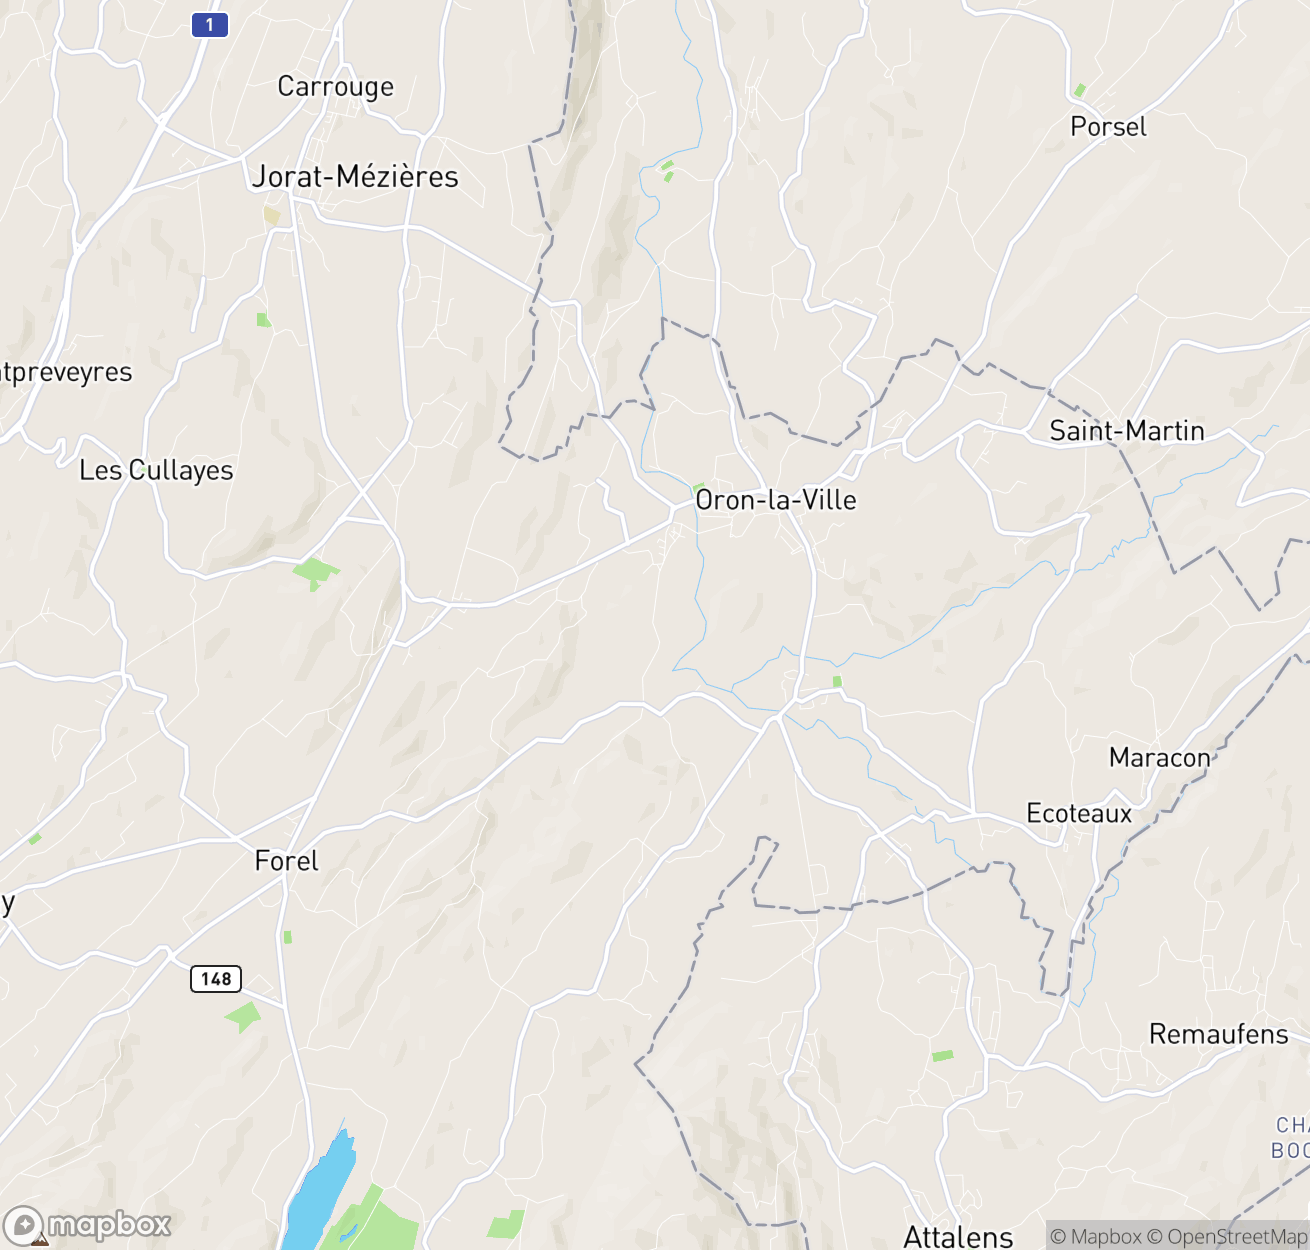 1
Carrouge
Porsel
Jorat-Mézières
tpreveyres
Saint-Martin
Les Cullayes
Oron-la-Ville
Maracon
Ecoteaux
Forel
y
148
Remaufens
CHÂ
BOC
mapbox
Attalens
© Mapbox © OpenStreetMap